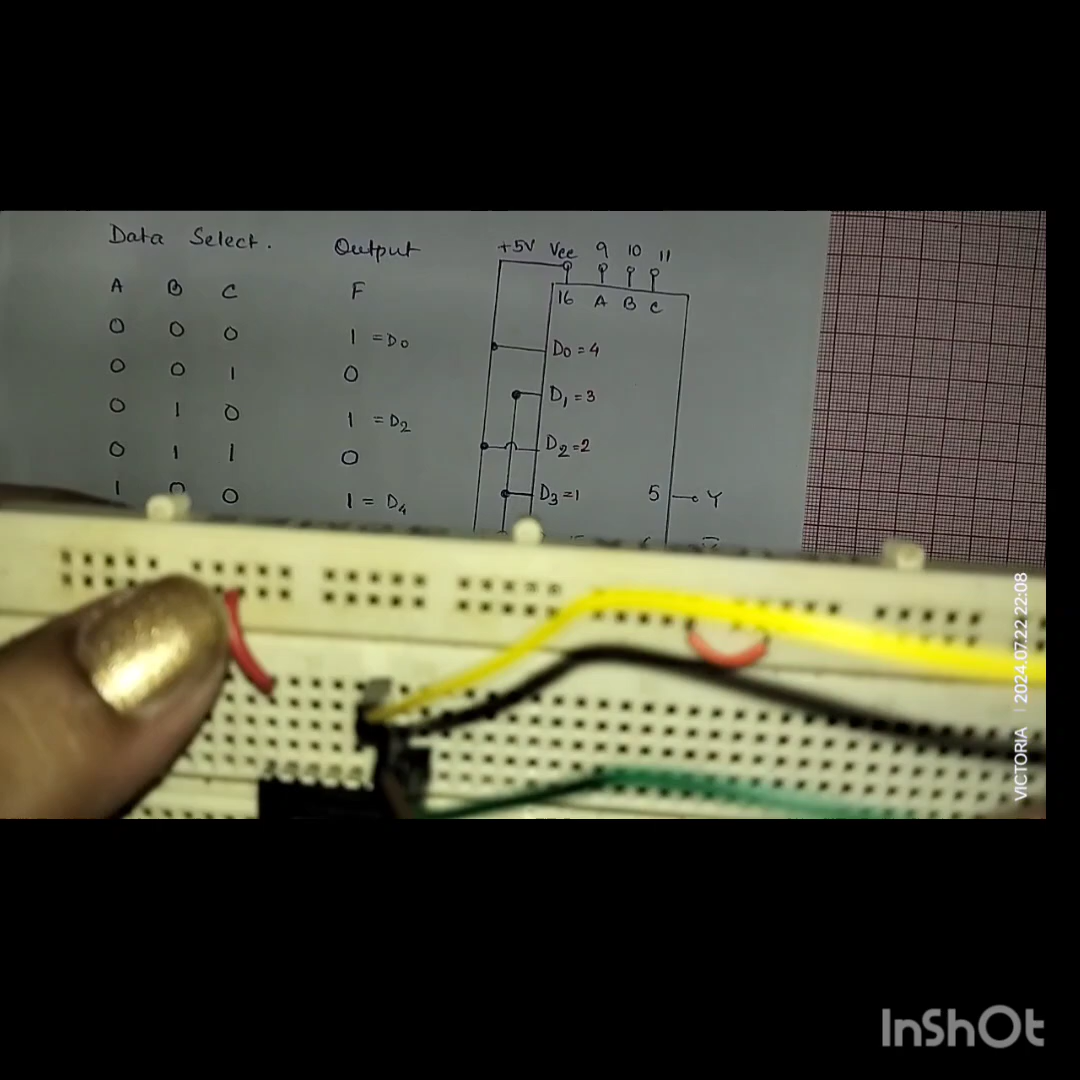 Data Select. Output
A B C F
0 0 0 1 = D0
0 0 1 0
0 1 0 1 = D2
0 1 1 0
1 0 0 1 = D4
+5V Vcc 9 10 11
16 A B C
D0 = 4
D1 = 3
D2 = 2
D3 = 1 5 Y
VICTORIA | 2024.07.22 22:08
InShOt